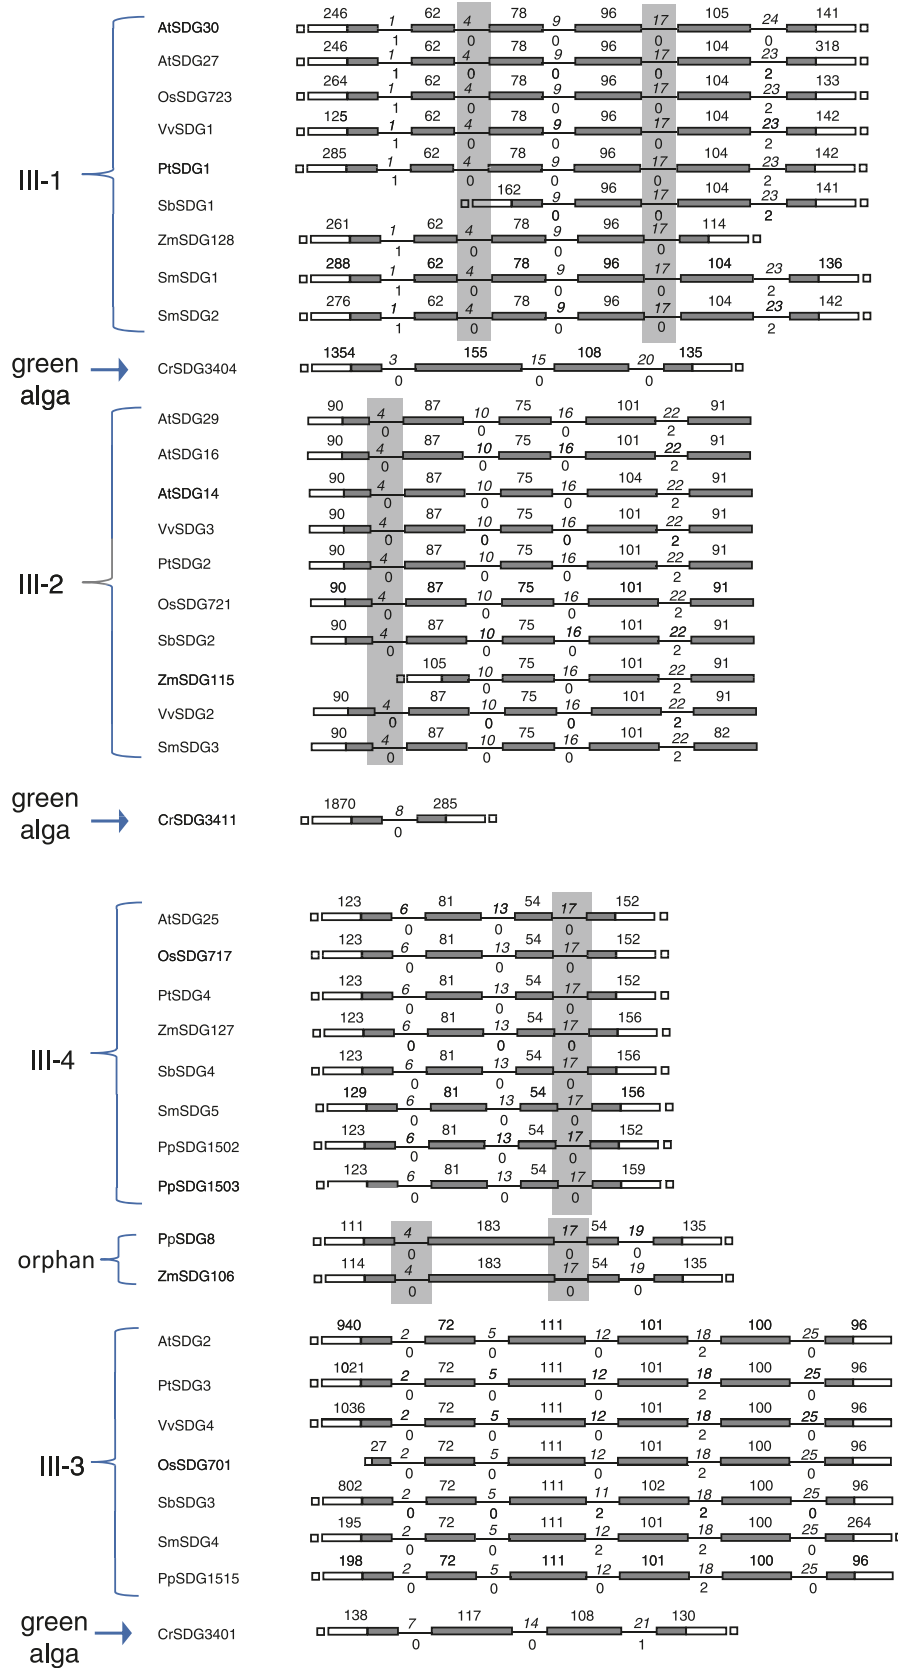 III-1
AtSDG30 246 1 62 4 78 9 96 17 105 24 141
1 0 0 0 0
AtSDG27 246 1 62 4 78 9 96 17 104 23 318
1 0 0 0 2
OsSDG723 264 1 62 4 78 9 96 17 104 23 133
1 0 0 0 2
VvSDG1 125 1 62 4 78 9 96 17 104 23 142
1 0 0 0 2
PtSDG1 285 1 62 4 78 9 96 17 104 23 142
1 0 0 0 2
SbSDG1 162 9 96 17 104 23 141
0 0 2
ZmSDG128 261 1 62 4 78 9 96 17 114
1 0 0 0
SmSDG1 288 1 62 4 78 9 96 17 104 23 136
1 0 0 0 2
SmSDG2 276 1 62 4 78 9 96 17 104 23 142
1 0 0 0 2
green
alga
CrSDG3404 1354 3 155 15 108 20 135
0 0 0
III-2
AtSDG29 90 4 87 10 75 16 101 22 91
0 0 0 2
AtSDG16 90 4 87 10 75 16 101 22 91
0 0 0 2
AtSDG14 90 4 87 10 75 16 104 22 91
0 0 0 2
VvSDG3 90 4 87 10 75 16 101 22 91
0 0 0 2
PtSDG2 90 4 87 10 75 16 101 22 91
0 0 0 2
OsSDG721 90 4 87 10 75 16 101 22 91
0 0 0 2
SbSDG2 90 4 87 10 75 16 101 22 91
0 0 0 2
ZmSDG115 105 10 75 16 101 22 91
0 0 2
VvSDG2 90 4 87 10 75 16 101 22 91
0 0 0 2
SmSDG3 90 4 87 10 75 16 101 22 82
0 0 0 2
green
alga
CrSDG3411 1870 8 285
0
III-4
AtSDG25 123 6 81 13 54 17 152
0 0 0
OsSDG717 123 6 81 13 54 17 152
0 0 0
PtSDG4 123 6 81 13 54 17 152
0 0 0
ZmSDG127 123 6 81 13 54 17 156
0 0 0
SbSDG4 123 6 81 13 54 17 156
0 0 0
SmSDG5 129 6 81 13 54 17 156
0 0 0
PpSDG1502 123 6 81 13 54 17 152
0 0 0
PpSDG1503 123 6 81 13 54 17 159
0 0 0
orphan
PpSDG8 111 4 183 17 54 19 135
0 0 0
ZmSDG106 114 4 183 17 54 19 135
0 0 0
III-3
AtSDG2 940 2 72 5 111 12 101 18 100 25 96
0 0 0 2 0
PtSDG3 1021 2 72 5 111 12 101 18 100 25 96
0 0 0 2 0
VvSDG4 1036 2 72 5 111 12 101 18 100 25 96
0 0 0 2 0
OsSDG701 27 2 72 5 111 12 101 18 100 25 96
0 0 0 2 0
SbSDG3 802 2 72 5 111 11 102 18 100 25 96
0 0 2 2 0
SmSDG4 195 2 72 5 111 12 101 18 100 25 264
0 0 2 2 0
PpSDG1515 198 2 72 5 111 12 101 18 100 25 96
0 0 0 2 0
green
alga
CrSDG3401 138 7 117 14 108 21 130
0 0 1